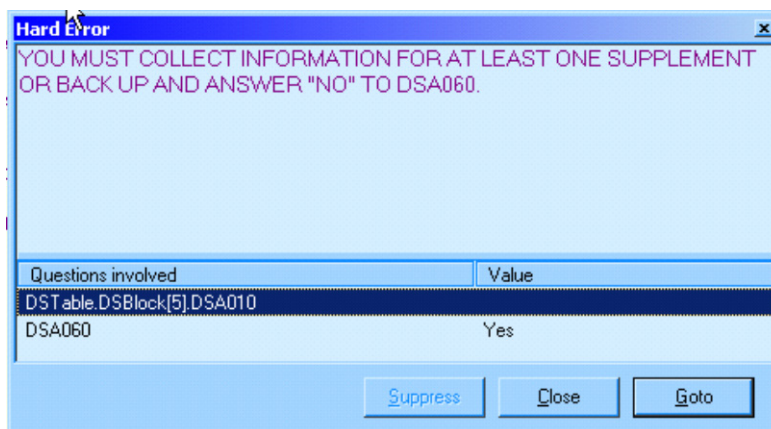 Hard Error
YOU MUST COLLECT INFORMATION FOR AT LEAST ONE SUPPLEMENT
OR BACK UP AND ANSWER "NO" TO DSA060.
Questions involved Value
DSTable.DSBlock[5].DSA010
DSA060 Yes
Suppress Close Goto